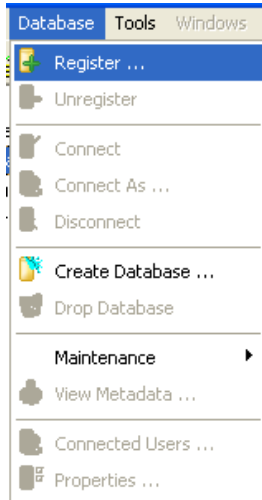 Database Tools Windows
Register ...
Unregister
Connect
Connect As ...
Disconnect
Create Database ...
Drop Database
Maintenance
View Metadata ...
Connected Users ...
Properties ...